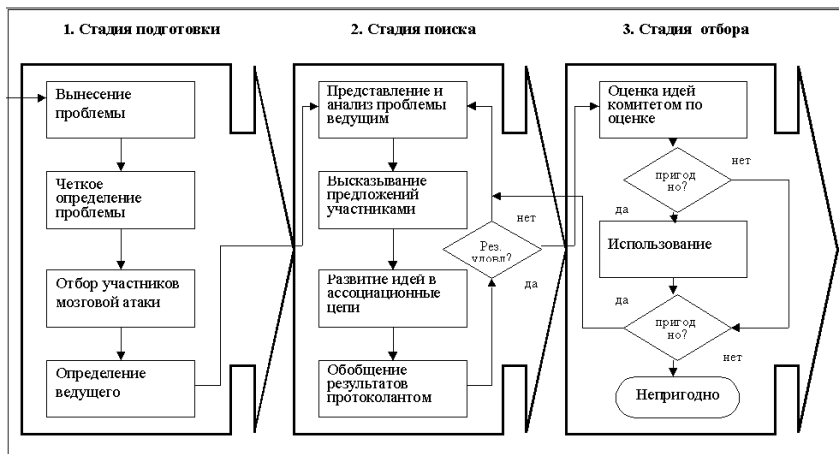 1. Стадия подготовки
Вынесение
проблемы
Четкое
определение
проблемы
Отбор участников
мозговой атаки
Определение
ведущего
2. Стадия поиска
Представление и
анализ проблемы
ведущим
Высказывание
предложений
участниками
Развитие идей в
ассоциационные
цепи
Обобщение
результатов
протоколантом
нет
Рез.
удовл?
да
3. Стадия отбора
Оценка идей
комитетом по
оценке
пригод
но?
нет
да
Использование
да
пригод
но?
нет
Непригодно